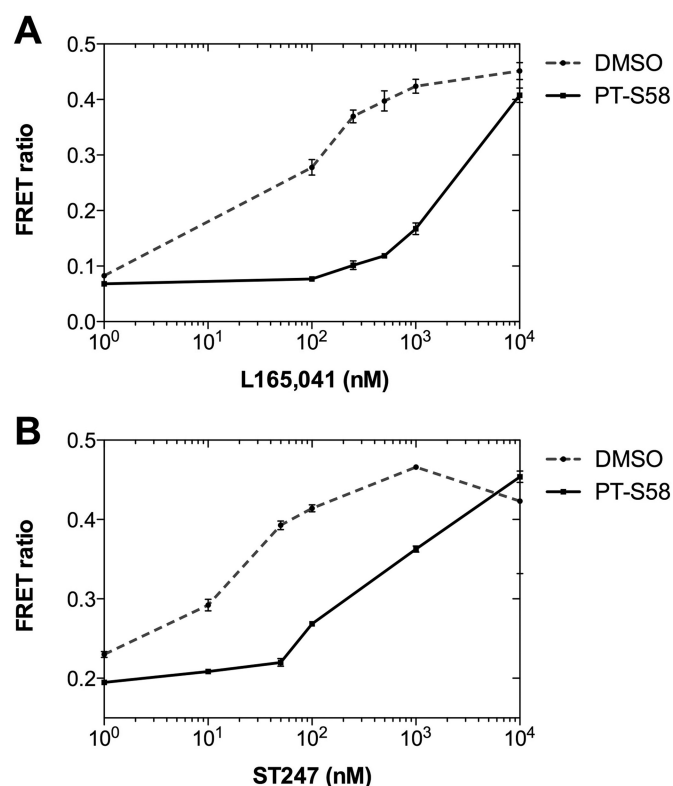 A
0.5
0.4
0.3
0.2
0.1
0.0
FRET ratio
10⁰ 10¹ 10² 10³ 10⁴
L165,041 (nM)
DMSO
PT-S58
B
0.5
0.4
0.3
0.2
FRET ratio
10⁰ 10¹ 10² 10³ 10⁴
ST247 (nM)
DMSO
PT-S58